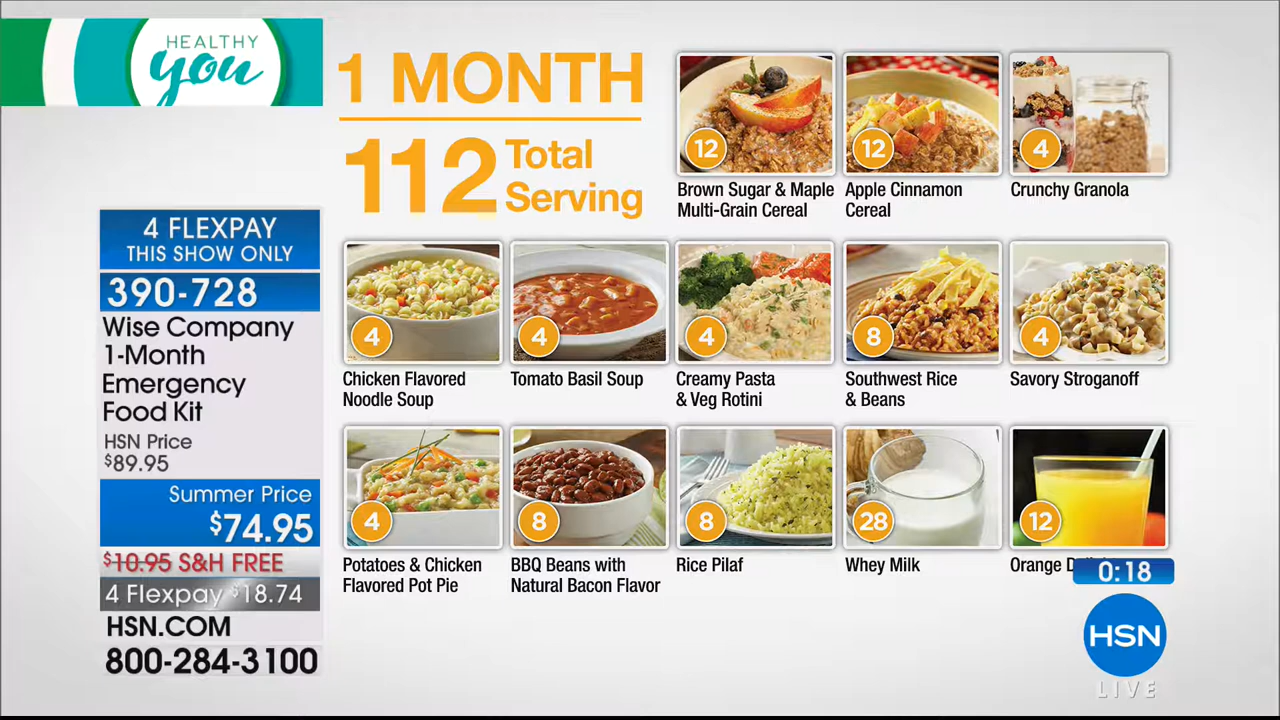 HEALTHY
you
1 MONTH
112 Total
Serving
12
Brown Sugar & Maple
Multi-Grain Cereal
12
Apple Cinnamon
Cereal
4
Crunchy Granola
4 FLEXPAY
THIS SHOW ONLY
390-728
Wise Company
1-Month
Emergency
Food Kit
HSN Price
$89.95
Summer Price
$74.95
$10.95 S&H FREE
4 Flexpay $18.74
HSN.COM
800-284-3100
4
Chicken Flavored
Noodle Soup
4
Tomato Basil Soup
4
Creamy Pasta
& Veg Rotini
8
Southwest Rice
& Beans
4
Savory Stroganoff
4
Potatoes & Chicken
Flavored Pot Pie
8
BBQ Beans with
Natural Bacon Flavor
8
Rice Pilaf
28
Whey Milk
12
Orange
0:18
HSN
LIVE